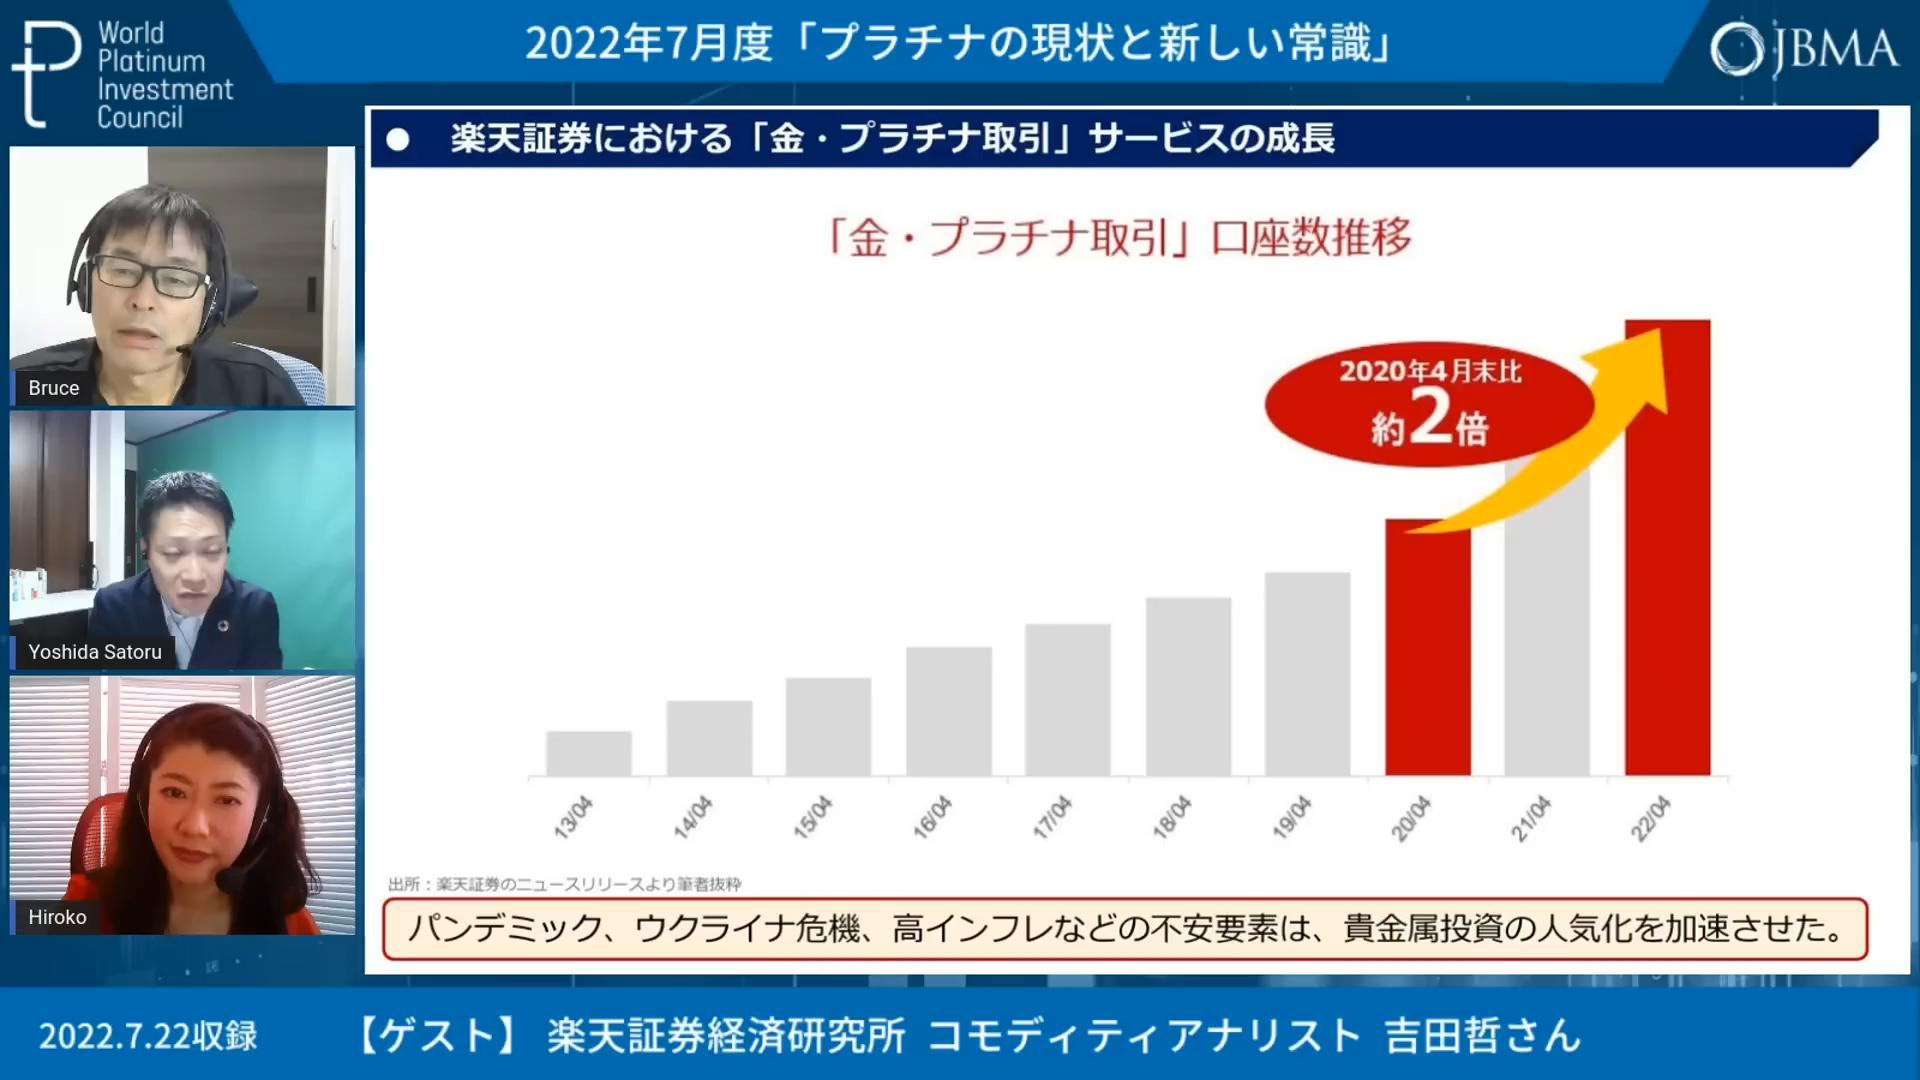 World
Platinum
Investment
Council
2022年7月度「プラチナの現状と新しい常識」
JBMA
● 楽天証券における「金・プラチナ取引」サービスの成長
「金・プラチナ取引」口座数推移
2020年4月末比
約2倍
13/04
14/04
15/04
16/04
17/04
18/04
19/04
20/04
21/04
22/04
出所：楽天証券のニュースリリースより筆者抜粋
パンデミック、ウクライナ危機、高インフレなどの不安要素は、貴金属投資の人気化を加速させた。
Bruce
Yoshida Satoru
Hiroko
2022.7.22収録
【ゲスト】 楽天証券経済研究所 コモディティアナリスト 吉田哲さん